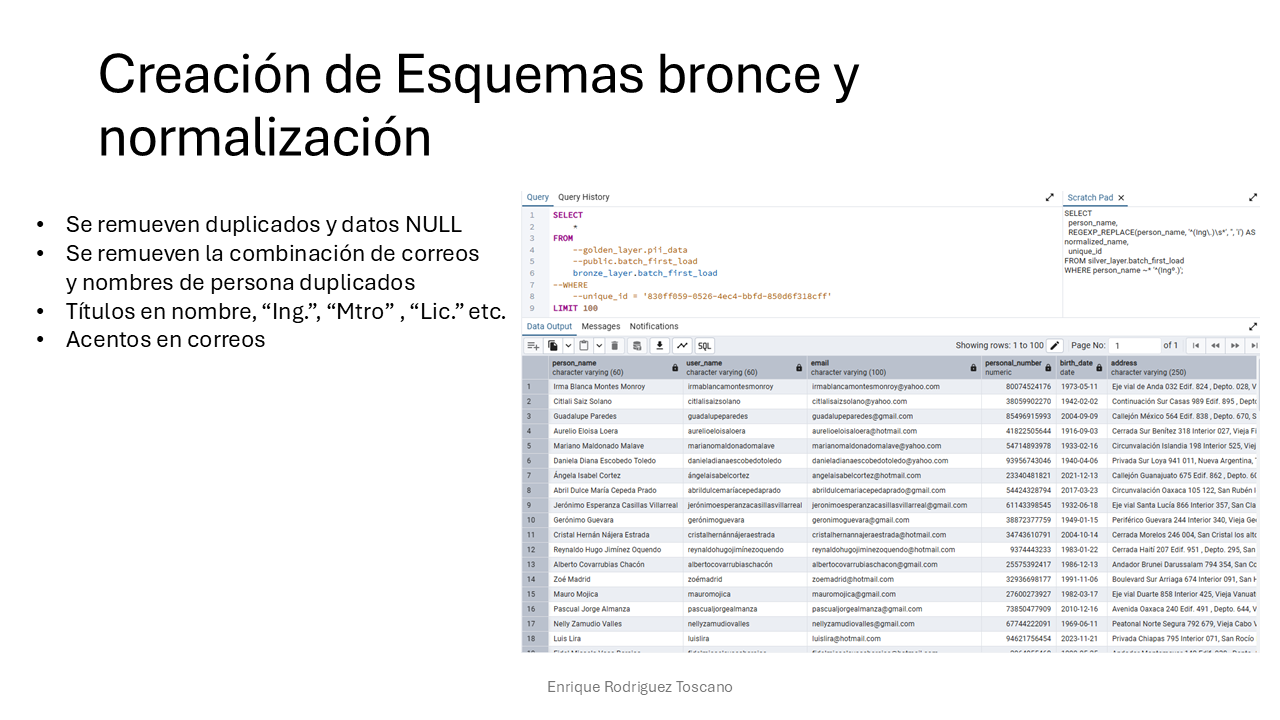 Creación de Esquemas bronce y
normalización
• Se remueven duplicados y datos NULL
• Se remueven la combinación de correos
y nombres de persona duplicados
• Títulos en nombre, “Ing.”, “Mtro” , “Lic.” etc.
• Acentos en correos
Query Query History
1 SELECT
2 *
3 FROM
4 --golden_layer.pii_data
5 --public.batch_first_load
6 bronze_layer.batch_first_load
7 --WHERE
8 --unique_id = '830ff059-0526-4ec4-bbfd-850d6f318cff'
9 LIMIT 100
Scratch Pad ×
SELECT
person_name,
REGEXP_REPLACE(person_name, '^(Ing\.)\s*', '', 'i') AS
normalized_name,
unique_id
FROM silver_layer.batch_first_load
WHERE person_name ~* '^(Ing^.)';
Data Output Messages Notifications
SQL Showing rows: 1 to 100 Page No: 1 of 1
person_name user_name email personal_number birth_date address
character varying (60) character varying (60) character varying (100) numeric date character varying (250)
1 Irma Blanca Montes Monroy irmablancamontesmonroy irmablancamontesmonroy@yahoo.com 80074524176 1973-05-11 Eje vial de Anda 032 Edif. 824 , Depto. 028, V
2 Citlali Saiz Solano citlalisaizsolano citlalisaizsolano@yahoo.com 38059902270 1942-02-02 Continuación Sur Casas 989 Edif. 895 , Dept
3 Guadalupe Paredes guadalupeparedes guadalupeparedes@gmail.com 85496915993 2004-09-09 Callejón México 564 Edif. 838 , Depto. 670, S
4 Aurelio Eloisa Loera aurelioeloisaloera aurelioeloisaloera@hotmail.com 41822505644 1916-09-03 Cerrada Sur Benítez 318 Interior 027, Vieja Fi
5 Mariano Maldonado Malave marianomaldonadomalave marianomaldonadomalave@yahoo.com 54714893978 1933-02-16 Circunvalación Islandia 198 Interior 525, Viej
6 Daniela Diana Escobedo Toledo danieladianaescobedotoledo danieladianaescobedotoledo@yahoo.com 93956743046 1940-04-06 Privada Sur Loya 941 011, Nueva Argentina,
7 Ángela Isabel Cortez ángelaisabelcortez angelaisabelcortez@hotmail.com 23340481821 2021-12-13 Callejón Guanajuato 675 Edif. 862 , Depto. 60
8 Abril Dulce María Cepeda Prado abrildulcemaríacepedaprado abrildulcemariacepedaprado@gmail.com 54424328794 2017-03-23 Circunvalación Oaxaca 105 122, San Rubén I
9 Jerónimo Esperanza Casillas Villarreal jerónimoesperanzacasillasvillarreal jeronimoesperanzacasillasvillarreal@gmail.com 61143398545 1932-06-18 Eje vial Santa Lucía 866 Interior 357, San Cla
10 Gerónimo Guevara gerónimoguevara geronimoguevara@gmail.com 38872377759 1949-01-15 Periférico Guevara 244 Interior 340, Vieja Ge
11 Cristal Hernán Nájera Estrada cristalhernánnájeraestrada cristalhernannajeraestrada@hotmail.com 34743610791 2004-10-14 Cerrada Morelos 246 004, San Cristal los alto
12 Reynaldo Hugo Jimínez Oquendo reynaldohugojimínezoquendo reynaldohugojiminezoquendo@hotmail.com 9374443233 1983-01-22 Cerrada Haití 207 Edif. 951 , Depto. 295, San
13 Alberto Covarrubias Chacón albertocovarrubiaschacón albertocovarrubiaschacon@gmail.com 25575392417 1986-12-13 Andador Brunei Darussalam 794 354, San Co
14 Zoé Madrid zoémadrid zoemadrid@hotmail.com 32936698177 1991-11-06 Boulevard Sur Arriaga 674 Interior 091, San H
15 Mauro Mojica mauromojica mauromojica@gmail.com 27600273927 1982-03-17 Eje vial Duarte 858 Interior 425, Vieja Vanuat
16 Pascual Jorge Almanza pascualjorgealmanza pascualjorgealmanza@gmail.com 73850477909 2010-12-16 Avenida Oaxaca 240 Edif. 491 , Depto. 644, V
17 Nelly Zamudio Valles nellyzamudiovalles nellyzamudiovalles@gmail.com 67744222091 1969-06-11 Peatonal Norte Segura 792 679, Vieja Cabo V
18 Luis Lira luislira luislira@hotmail.com 94621756454 2023-11-21 Privada Chiapas 795 Interior 071, San Rocío
Enrique Rodriguez Toscano